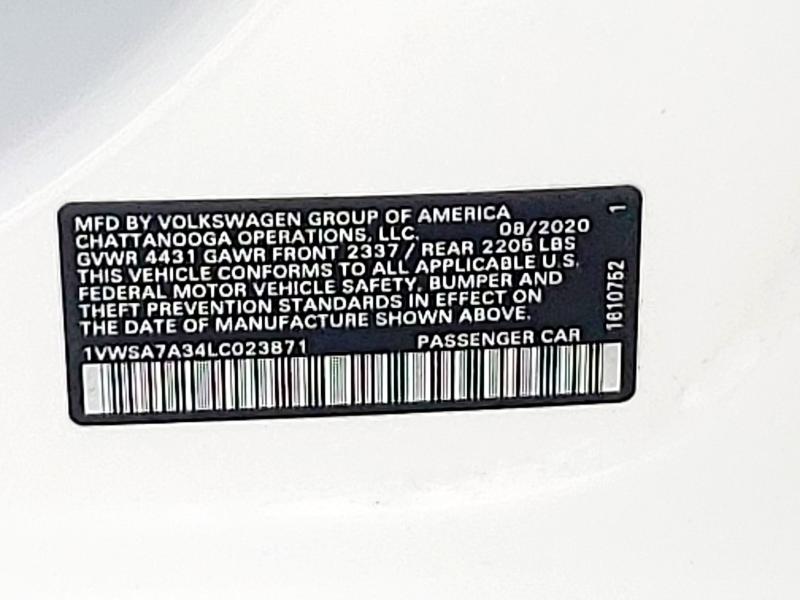 MFD BY VOLKSWAGEN GROUP OF AMERICA
CHATTANOOGA OPERATIONS, LLC. 08/2020
GVWR 4431 GAWR FRONT 2337 / REAR 2205 LBS
THIS VEHICLE CONFORMS TO ALL APPLICABLE U.S.
FEDERAL MOTOR VEHICLE SAFETY, BUMPER AND
THEFT PREVENTION STANDARDS IN EFFECT ON
THE DATE OF MANUFACTURE SHOWN ABOVE.
1VWSA7A34LC023871 PASSENGER CAR
1610752 1